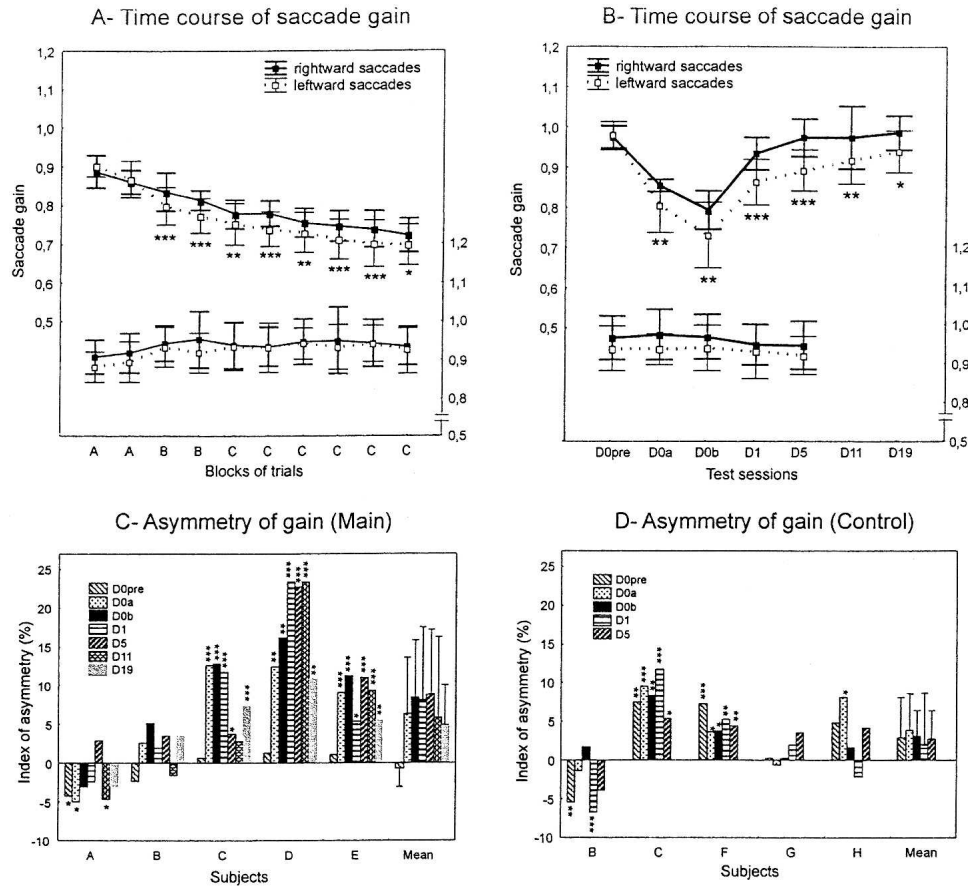 A- Time course of saccade gain
1,2
1,1
1,0
0,9
0,8
0,7
0,6
0,5
Saccade gain
rightward saccades
leftward saccades
*** *** ** *** ** *** *** *
1,2
1,1
1,0
0,9
0,8
0,5
A A B B C C C C C C
Blocks of trials
B- Time course of saccade gain
1,2
1,1
1,0
0,9
0,8
0,7
0,6
0,5
Saccade gain
rightward saccades
leftward saccades
** ** *** *** ** *
1,2
1,1
1,0
0,9
0,8
0,5
D0pre D0a D0b D1 D5 D11 D19
Test sessions
C- Asymmetry of gain (Main)
25
20
15
10
5
0
-5
-10
Index of asymmetry (%)
D0pre
D0a
D0b
D1
D5
D11
D19
* * *
*** *** *** * ***
** ** *** *** *** **
*** *** * *** *** **
A B C D E Mean
Subjects
D- Asymmetry of gain (Control)
25
20
15
10
5
0
-5
-10
Index of asymmetry (%)
D0pre
D0a
D0b
D1
D5
** ***
** *** ** *** *
*** * * ** **
*
B C F G H Mean
Subjects